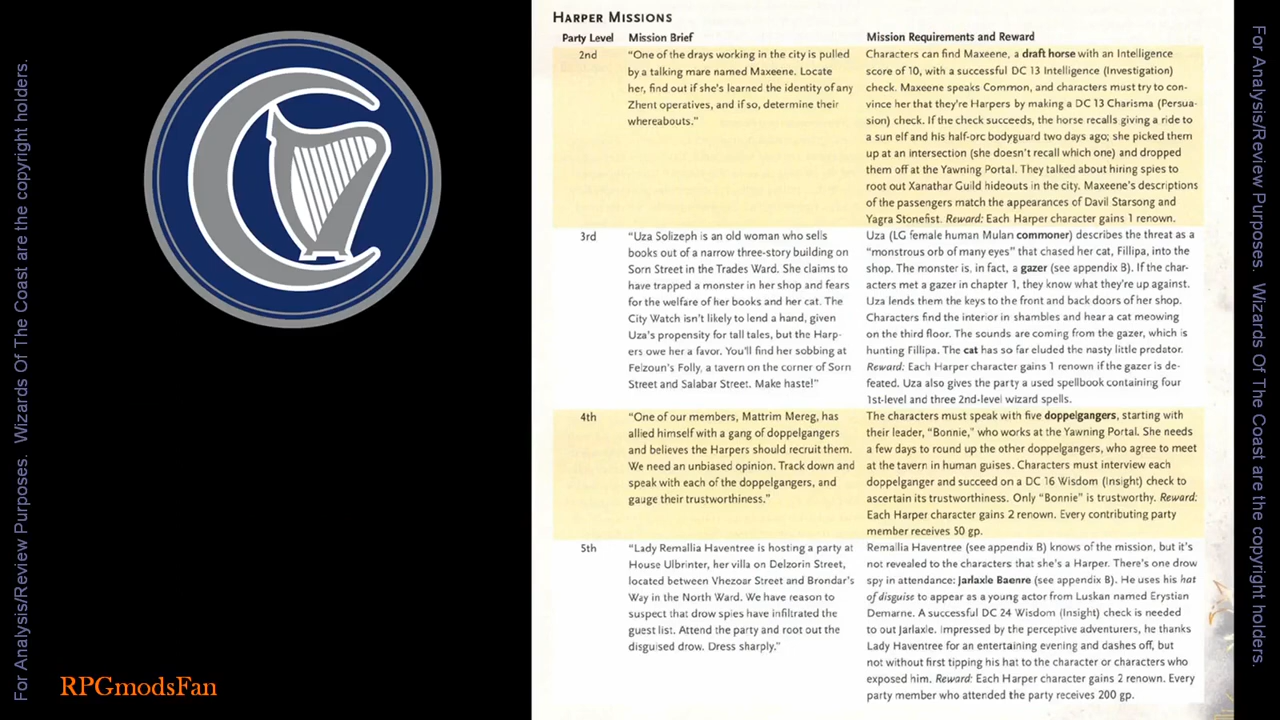 For Analysis/Review Purposes. Wizards Of The Coast are the copyright holders.
RPGmodsFan
HARPER MISSIONS
Party Level Mission Brief Mission Requirements and Reward
2nd
"One of the drays working in the city is pulled
by a talking mare named Maxeene. Locate
her, find out if she's learned the identity of any
Zhent operatives, and if so, determine their
whereabouts."
Characters can find Maxeene, a draft horse with an Intelligence
score of 10, with a successful DC 13 Intelligence (Investigation)
check. Maxeene speaks Common, and characters must try to con-
vince her that they're Harpers by making a DC 13 Charisma (Persua-
sion) check. If the check succeeds, the horse recalls giving a ride to
a sun elf and his half-orc bodyguard two days ago; she picked them
up at an intersection (she doesn't recall which one) and dropped
them off at the Yawning Portal. They talked about hiring spies to
root out Xanathar Guild hideouts in the city. Maxeene's descriptions
of the passengers match the appearances of Davil Starsong and
Yagra Stonefist. Reward: Each Harper character gains 1 renown.
3rd
"Uza Solizeph is an old woman who sells
books out of a narrow three-story building on
Sorn Street in the Trades Ward. She claims to
have trapped a monster in her shop and fears
for the welfare of her books and her cat. The
City Watch isn't likely to lend a hand, given
Uza's propensity for tall tales, but the Harp-
ers owe her a favor. You'll find her sobbing at
Felzoun's Folly, a tavern on the corner of Sorn
Street and Salabar Street. Make haste!"
Uza (LG female human Mulan commoner) describes the threat as a
"monstrous orb of many eyes" that chased her cat, Fillipa, into the
shop. The monster is, in fact, a gazer (see appendix B). If the char-
acters met a gazer in chapter 1, they know what they're up against.
Uza lends them the keys to the front and back doors of her shop.
Characters find the interior in shambles and hear a cat meowing
on the third floor. The sounds are coming from the gazer, which is
hunting Fillipa. The cat has so far eluded the nasty little predator.
Reward: Each Harper character gains 1 renown if the gazer is de-
feated. Uza also gives the party a used spellbook containing four
1st-level and three 2nd-level wizard spells.
4th
"One of our members, Mattrim Mereg, has
allied himself with a gang of doppelgangers
and believes the Harpers should recruit them.
We need an unbiased opinion. Track down and
speak with each of the doppelgangers, and
gauge their trustworthiness."
The characters must speak with five doppelgangers, starting with
their leader, "Bonnie," who works at the Yawning Portal. She needs
a few days to round up the other doppelgangers, who agree to meet
at the tavern in human guises. Characters must interview each
doppelganger and succeed on a DC 16 Wisdom (Insight) check to
ascertain its trustworthiness. Only "Bonnie" is trustworthy. Reward:
Each Harper character gains 2 renown. Every contributing party
member receives 50 gp.
5th
"Lady Remallia Haventree is hosting a party at
House Ulbrinter, her villa on Delzorin Street,
located between Vhezoar Street and Brondar's
Way in the North Ward. We have reason to
suspect that drow spies have infiltrated the
guest list. Attend the party and root out the
disguised drow. Dress sharply."
Remallia Haventree (see appendix B) knows of the mission, but it's
not revealed to the characters that she's a Harper. There's one drow
spy in attendance: Jarlaxle Baenre (see appendix B). He uses his hat
of disguise to appear as a young actor from Luskan named Erystian
Demarne. A successful DC 24 Wisdom (Insight) check is needed
to out Jarlaxle. Impressed by the perceptive adventurers, he thanks
Lady Haventree for an entertaining evening and dashes off, but
not without first tipping his hat to the character or characters who
exposed him. Reward: Each Harper character gains 2 renown. Every
party member who attended the party receives 200 gp.
For Analysis/Review Purposes. Wizards Of The Coast are the copyright holders.